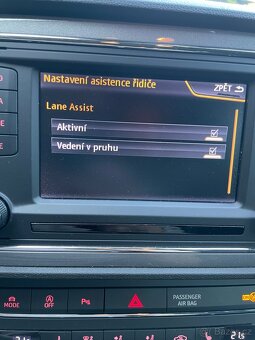 Nastavení asistence řidiče
ZPĚT
Lane Assist
Aktivní
Vedení v pruhu
MODE
OFF
PASSENGER
AIR BAG